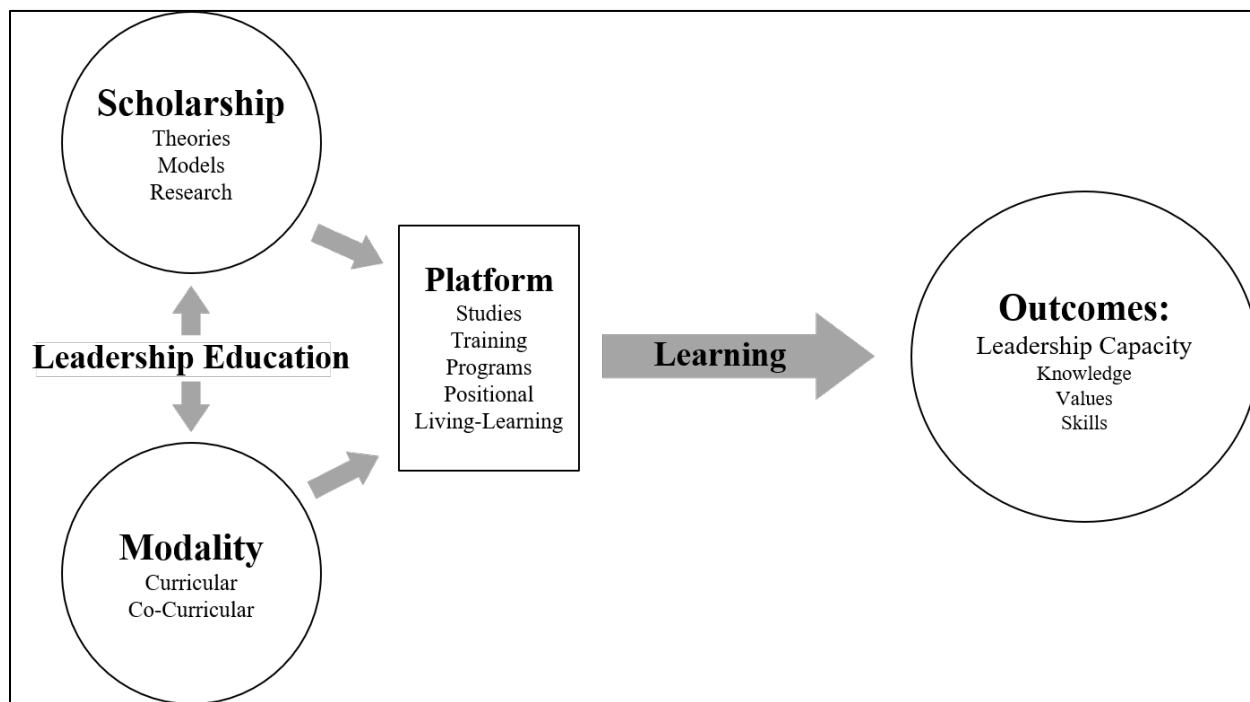 Scholarship
Theories
Models
Research
Leadership Education
Modality
Curricular
Co-Curricular
Platform
Studies
Training
Programs
Positional
Living-Learning
Learning
Outcomes:
Leadership Capacity
Knowledge
Values
Skills